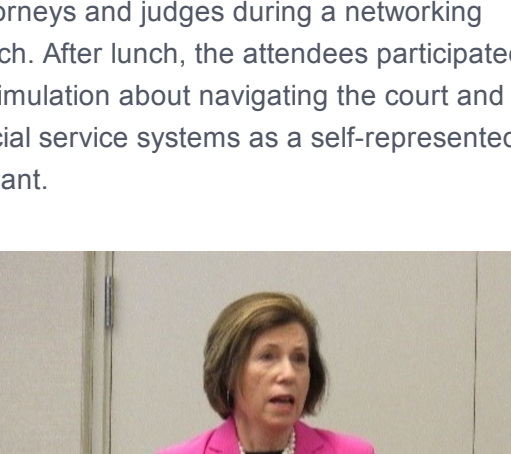 orneys and judges during a networking
ch. After lunch, the attendees participated
imulation about navigating the court and
cial service systems as a self-represented
ant.